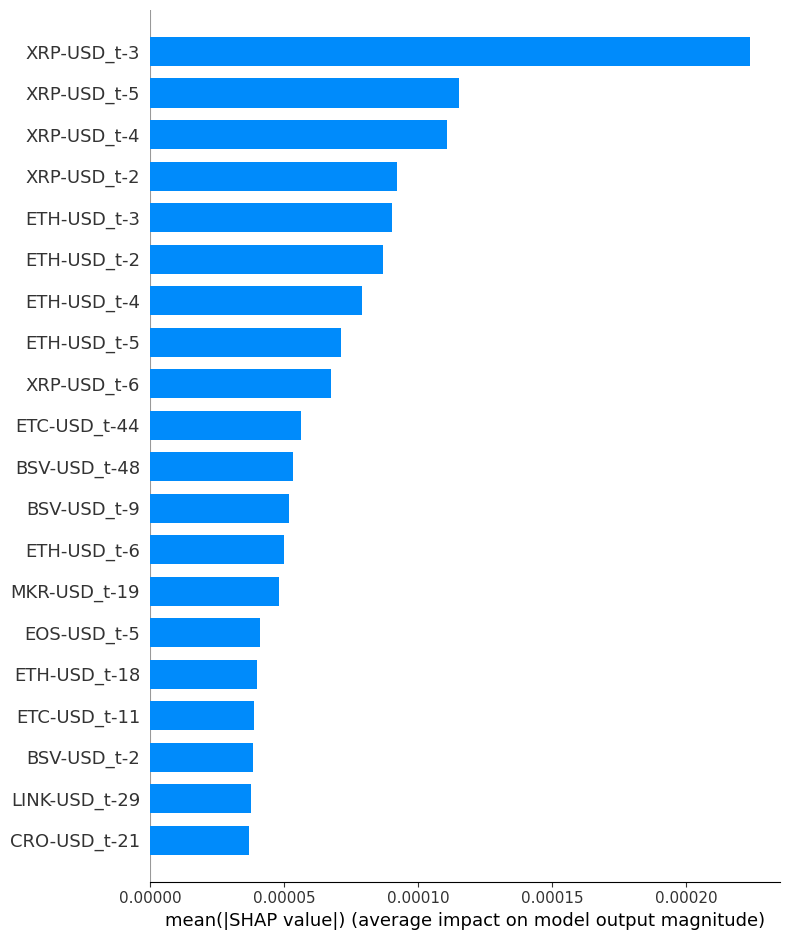 XRP-USD_t-3
XRP-USD_t-5
XRP-USD_t-4
XRP-USD_t-2
ETH-USD_t-3
ETH-USD_t-2
ETH-USD_t-4
ETH-USD_t-5
XRP-USD_t-6
ETC-USD_t-44
BSV-USD_t-48
BSV-USD_t-9
ETH-USD_t-6
MKR-USD_t-19
EOS-USD_t-5
ETH-USD_t-18
ETC-USD_t-11
BSV-USD_t-2
LINK-USD_t-29
CRO-USD_t-21
0.00000 0.00005 0.00010 0.00015 0.00020
mean(|SHAP value|) (average impact on model output magnitude)